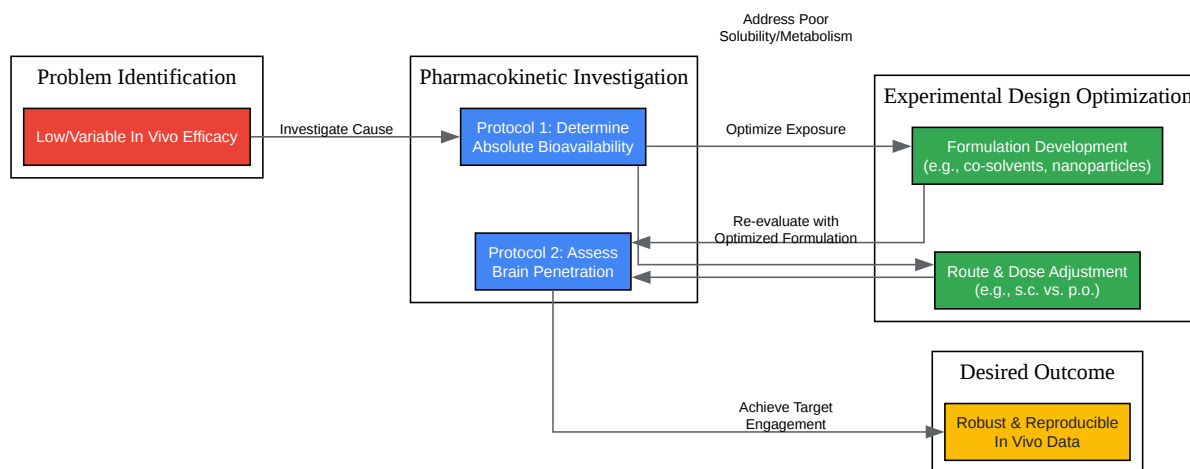 Address Poor
Solubility/Metabolism
Problem Identification
Low/Variable In Vivo Efficacy
Investigate Cause
Pharmacokinetic Investigation
Protocol 1: Determine
Absolute Bioavailability
Protocol 2: Assess
Brain Penetration
Optimize Exposure
Re-evaluate with
Optimized Formulation
Experimental Design Optimization
Formulation Development
(e.g., co-solvents, nanoparticles)
Route & Dose Adjustment
(e.g., s.c. vs. p.o.)
Achieve Target
Engagement
Desired Outcome
Robust & Reproducible
In Vivo Data